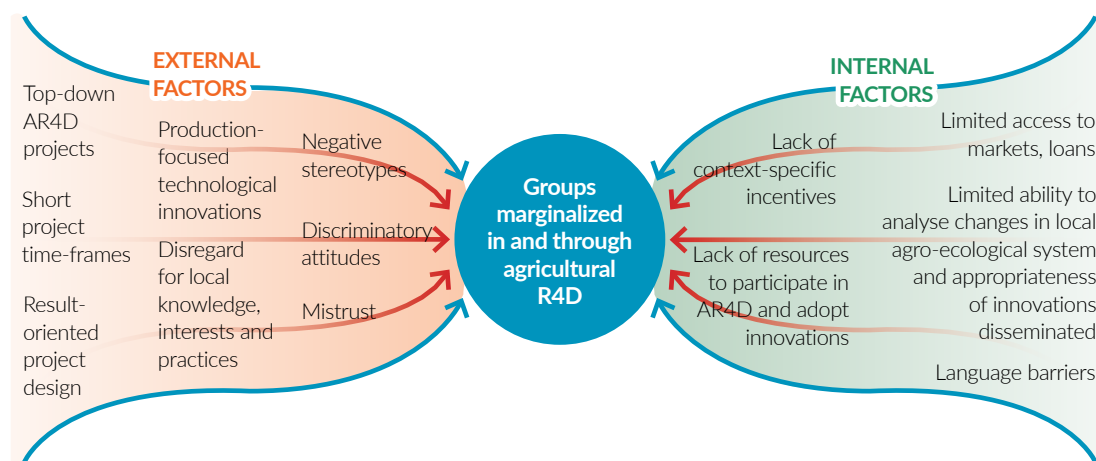 EXTERNAL
FACTORS
Top-down
AR4D
projects
Short
project
time-frames
Result-
oriented
project
design
Production-
focused
technological
innovations
Disregard
for local
knowledge,
interests and
practices
Negative
stereotypes
Discriminatory
attitudes
Mistrust
Groups
marginalized
in and through
agricultural
R4D
INTERNAL
FACTORS
Lack of
context-specific
incentives
Lack of resources
to participate in
AR4D and adopt
innovations
Limited access to
markets, loans
Limited ability to
analyse changes in local
agro-ecological system
and appropriateness
of innovations
disseminated
Language barriers